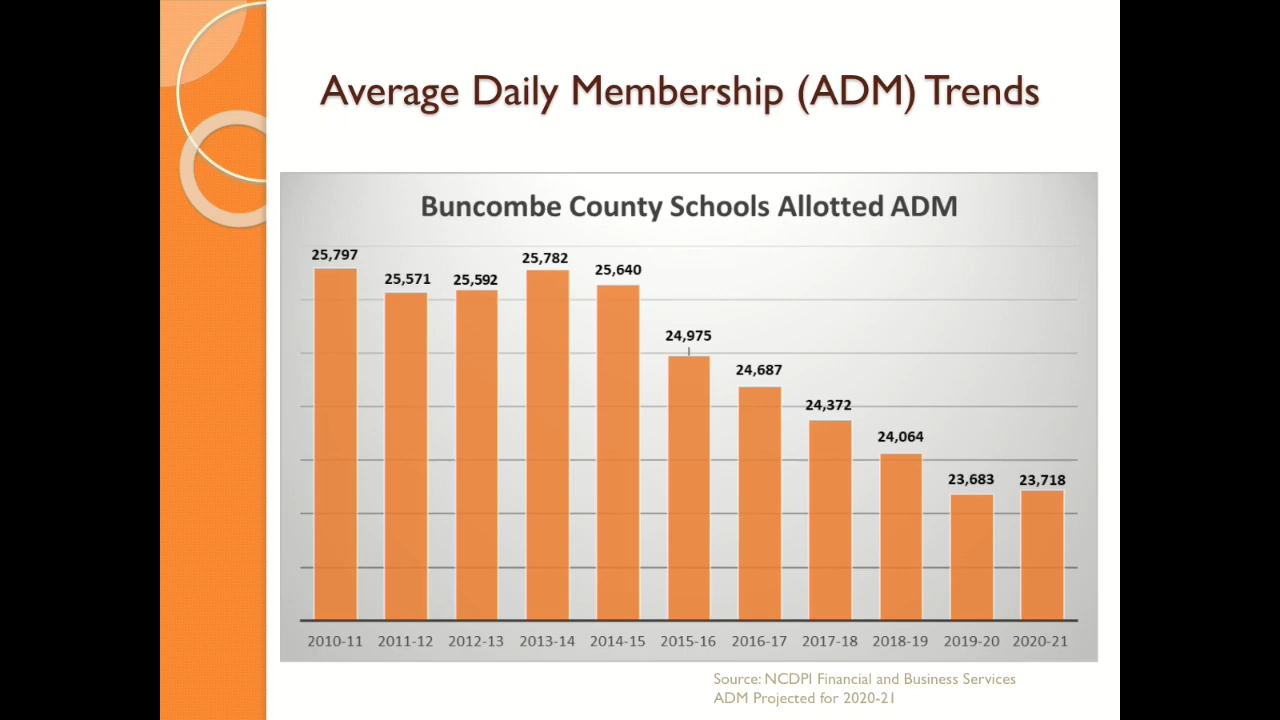 Average Daily Membership (ADM) Trends
Buncombe County Schools Allotted ADM
25,797
25,571
25,592
25,782
25,640
24,975
24,687
24,372
24,064
23,683
23,718
2010-11 2011-12 2012-13 2013-14 2014-15 2015-16 2016-17 2017-18 2018-19 2019-20 2020-21
Source: NCDPI Financial and Business Services
ADM Projected for 2020-21